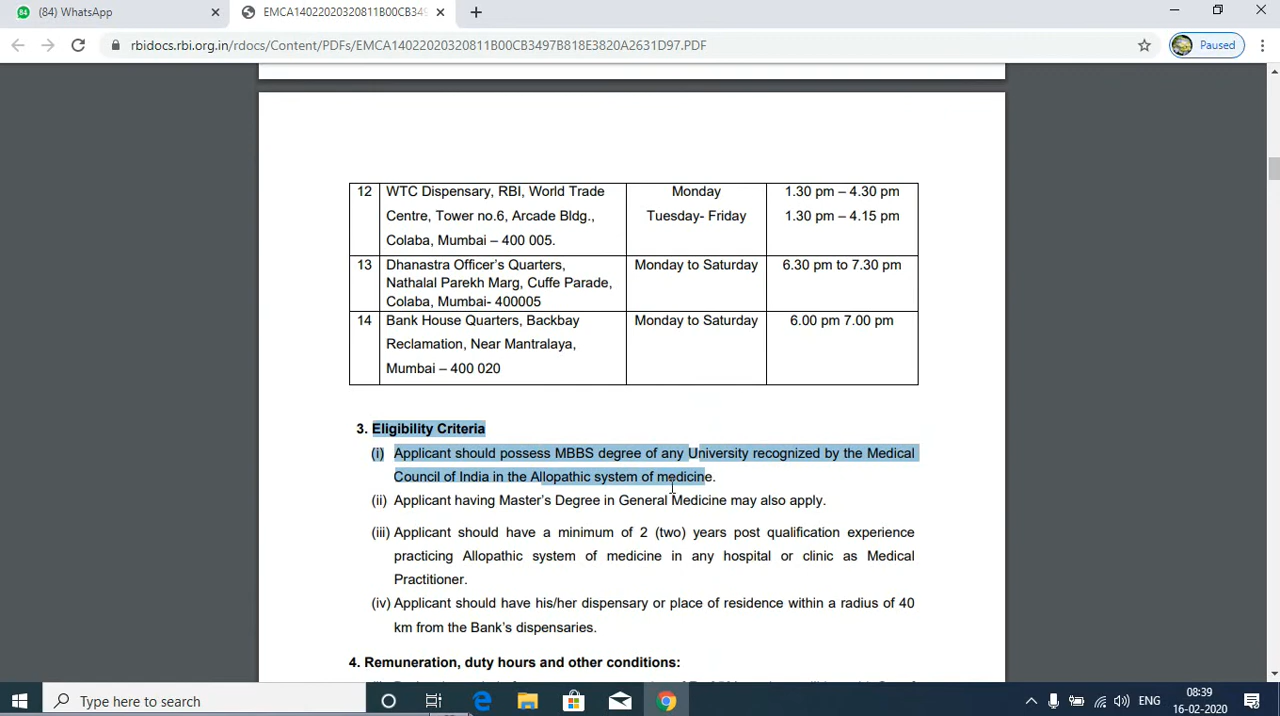 (84) WhatsApp
EMCA14022020320811B00CB349
rbidocs.rbi.org.in/rdocs/Content/PDFs/EMCA14022020320811B00CB3497B818E3820A2631D97.PDF
Paused
12 WTC Dispensary, RBI, World Trade Monday 1.30 pm – 4.30 pm
Centre, Tower no.6, Arcade Bldg., Tuesday- Friday 1.30 pm – 4.15 pm
Colaba, Mumbai – 400 005.
13 Dhanastra Officer's Quarters, Monday to Saturday 6.30 pm to 7.30 pm
Nathalal Parekh Marg, Cuffe Parade,
Colaba, Mumbai- 400005
14 Bank House Quarters, Backbay Monday to Saturday 6.00 pm 7.00 pm
Reclamation, Near Mantralaya,
Mumbai – 400 020
3. Eligibility Criteria
(i) Applicant should possess MBBS degree of any University recognized by the Medical
Council of India in the Allopathic system of medicine.
(ii) Applicant having Master's Degree in General Medicine may also apply.
(iii) Applicant should have a minimum of 2 (two) years post qualification experience
practicing Allopathic system of medicine in any hospital or clinic as Medical
Practitioner.
(iv) Applicant should have his/her dispensary or place of residence within a radius of 40
km from the Bank's dispensaries.
4. Remuneration, duty hours and other conditions:
Type here to search
ENG
08:39
16-02-2020